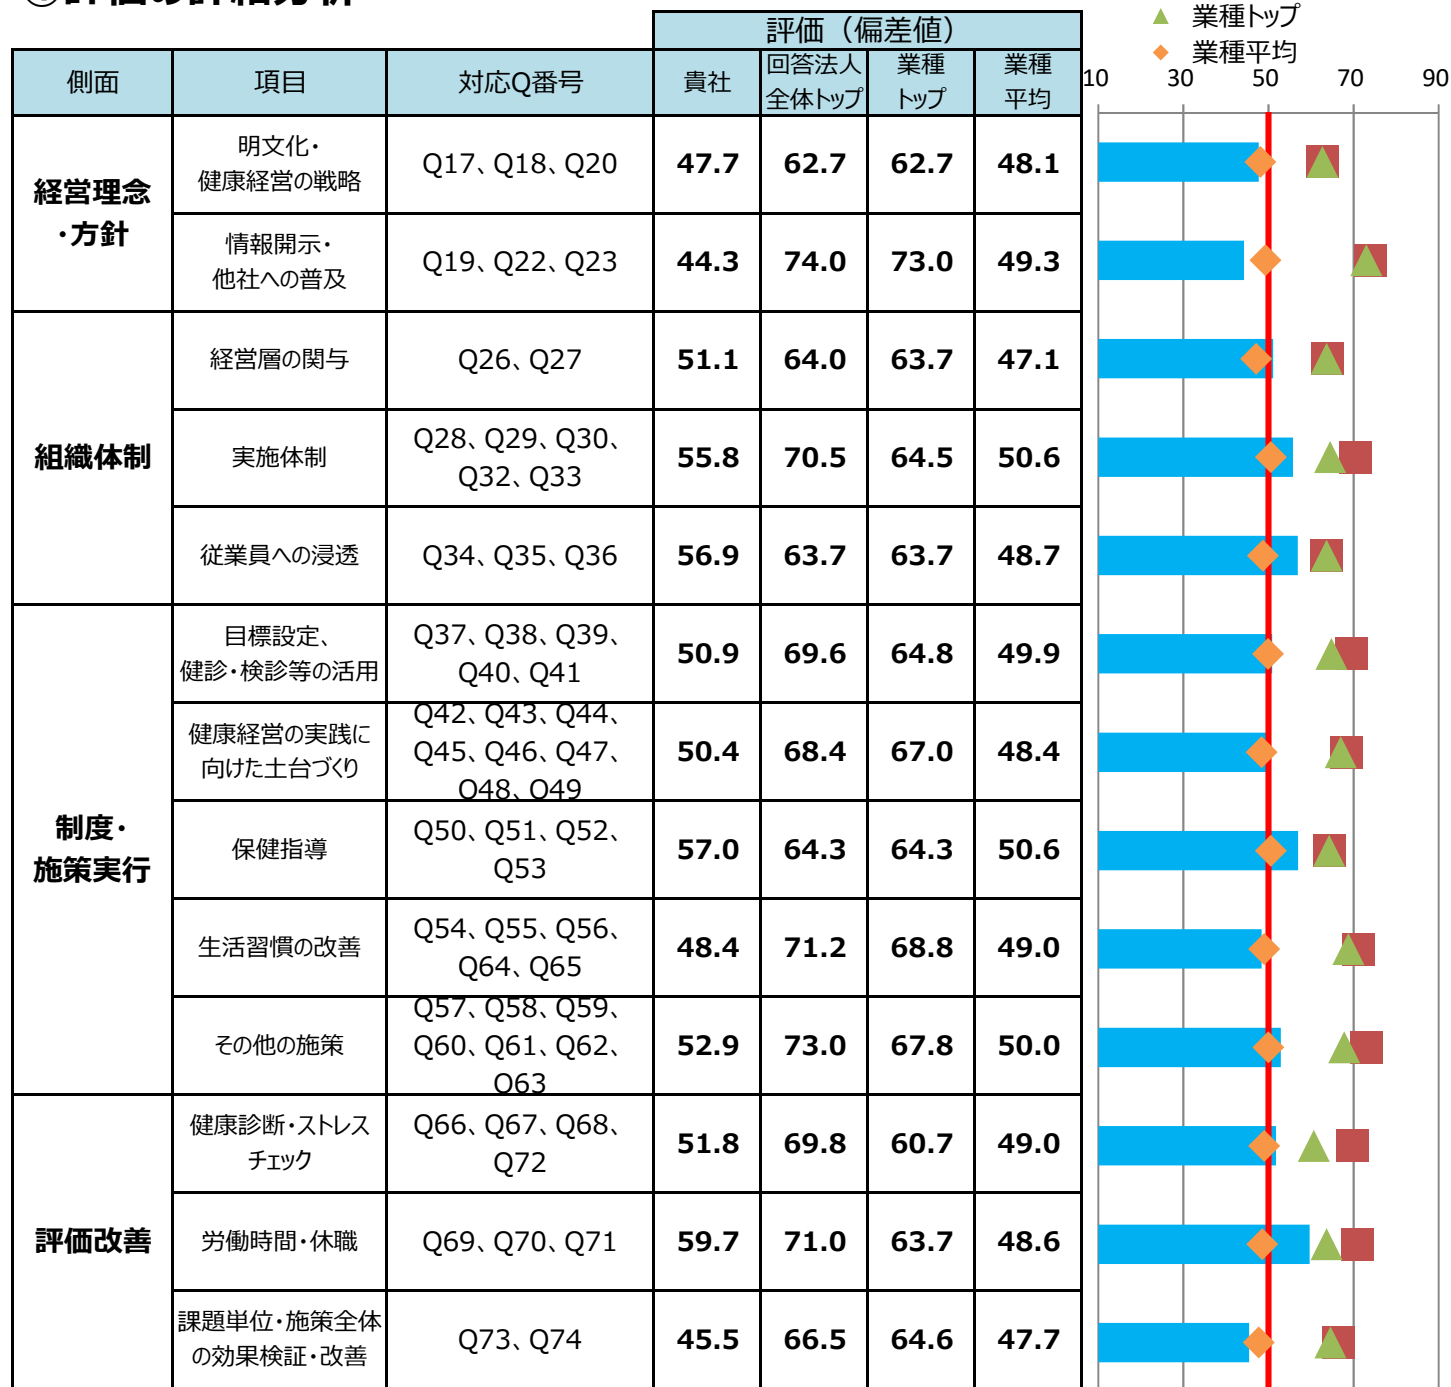 評価（偏差値）
▲ 業種トップ
◆ 業種平均
側面 項目 対応Q番号 貴社 回答法人 業種 業種
全体トップ トップ 平均
10 30 50 70 90
経営理念
・方針
明文化・
健康経営の戦略
Q17、Q18、Q20 47.7 62.7 62.7 48.1
情報開示・
他社への普及
Q19、Q22、Q23 44.3 74.0 73.0 49.3
組織体制
経営層の関与 Q26、Q27 51.1 64.0 63.7 47.1
実施体制
Q28、Q29、Q30、
Q32、Q33
55.8 70.5 64.5 50.6
従業員への浸透 Q34、Q35、Q36 56.9 63.7 63.7 48.7
制度・
施策実行
目標設定、
健診・検診等の活用
Q37、Q38、Q39、
Q40、Q41
50.9 69.6 64.8 49.9
健康経営の実践に
向けた土台づくり
Q42、Q43、Q44、
Q45、Q46、Q47、
Q48、Q49
50.4 68.4 67.0 48.4
保健指導
Q50、Q51、Q52、
Q53
57.0 64.3 64.3 50.6
生活習慣の改善
Q54、Q55、Q56、
Q64、Q65
48.4 71.2 68.8 49.0
その他の施策
Q57、Q58、Q59、
Q60、Q61、Q62、
Q63
52.9 73.0 67.8 50.0
評価改善
健康診断・ストレス
チェック
Q66、Q67、Q68、
Q72
51.8 69.8 60.7 49.0
労働時間・休職 Q69、Q70、Q71 59.7 71.0 63.7 48.6
課題単位・施策全体
の効果検証・改善
Q73、Q74 45.5 66.5 64.6 47.7